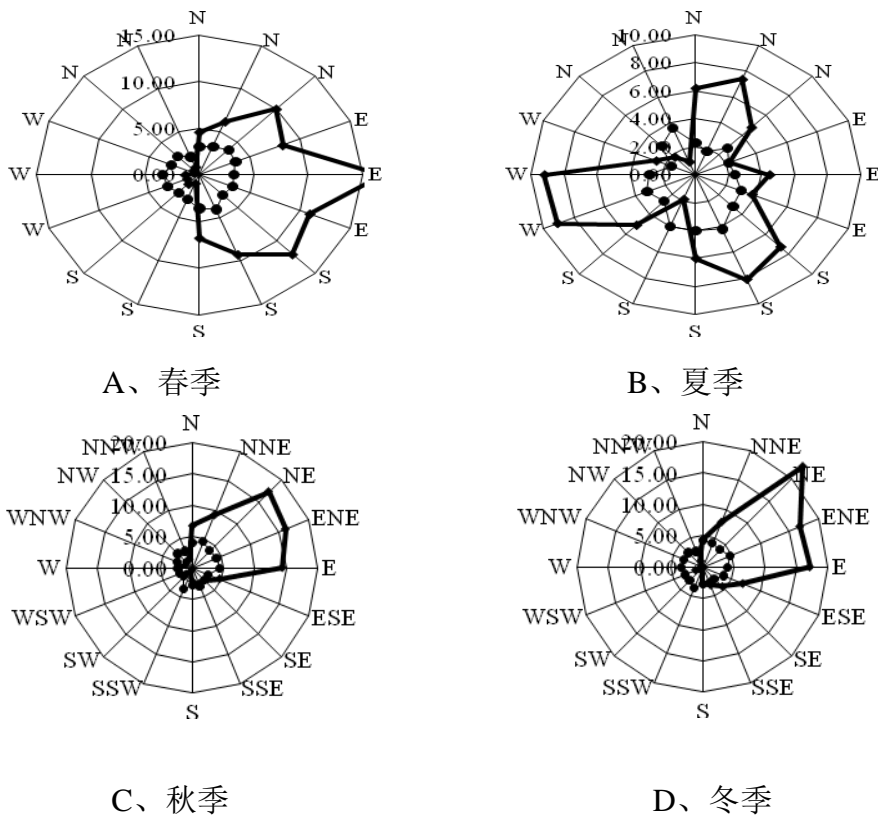 N
15.00
N N
10.00
N N
W 5.00 E
W 0.00 E
W E
S S
S S
S
A、春季
N
10.00
N N
8.00
N N
6.00
W 4.00 E
2.00
W 0.00 E
W E
S S
S S
S
B、夏季
N
20.00
NNW NNE
NW 15.00 NE
WNW 10.00 ENE
5.00
W 0.00 E
WSW ESE
SW SE
SSW SSE
S
C、秋季
N
20.00
NNW NNE
NW 15.00 NE
WNW 10.00 ENE
5.00
W 0.00 E
WSW ESE
SW SE
SSW SSE
S
D、冬季